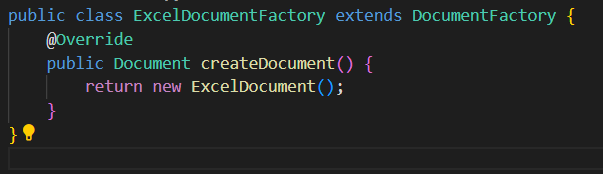 public class ExcelDocumentFactory extends DocumentFactory {
    @Override
    public Document createDocument() {
        return new ExcelDocument();
    }
}